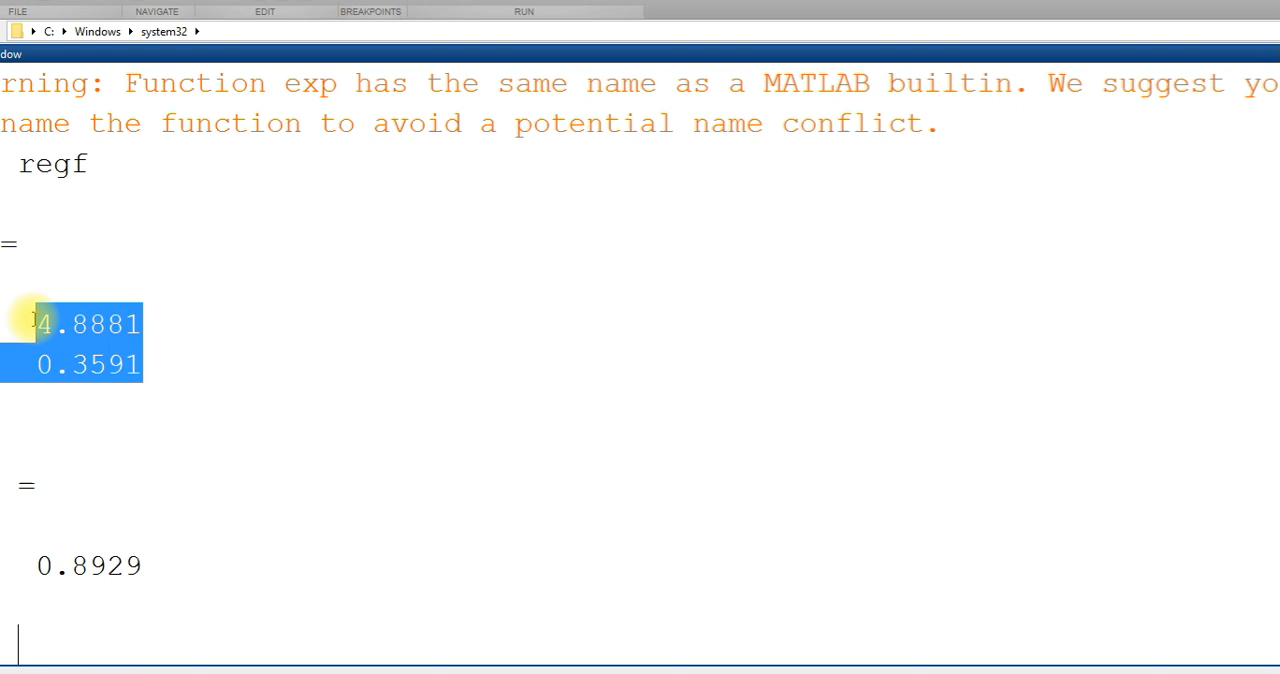 FILE NAVIGATE EDIT BREAKPOINTS RUN
C: Windows system32
dow
rning: Function exp has the same name as a MATLAB builtin. We suggest yo
name the function to avoid a potential name conflict.
regf
=
4.8881
0.3591
=
0.8929